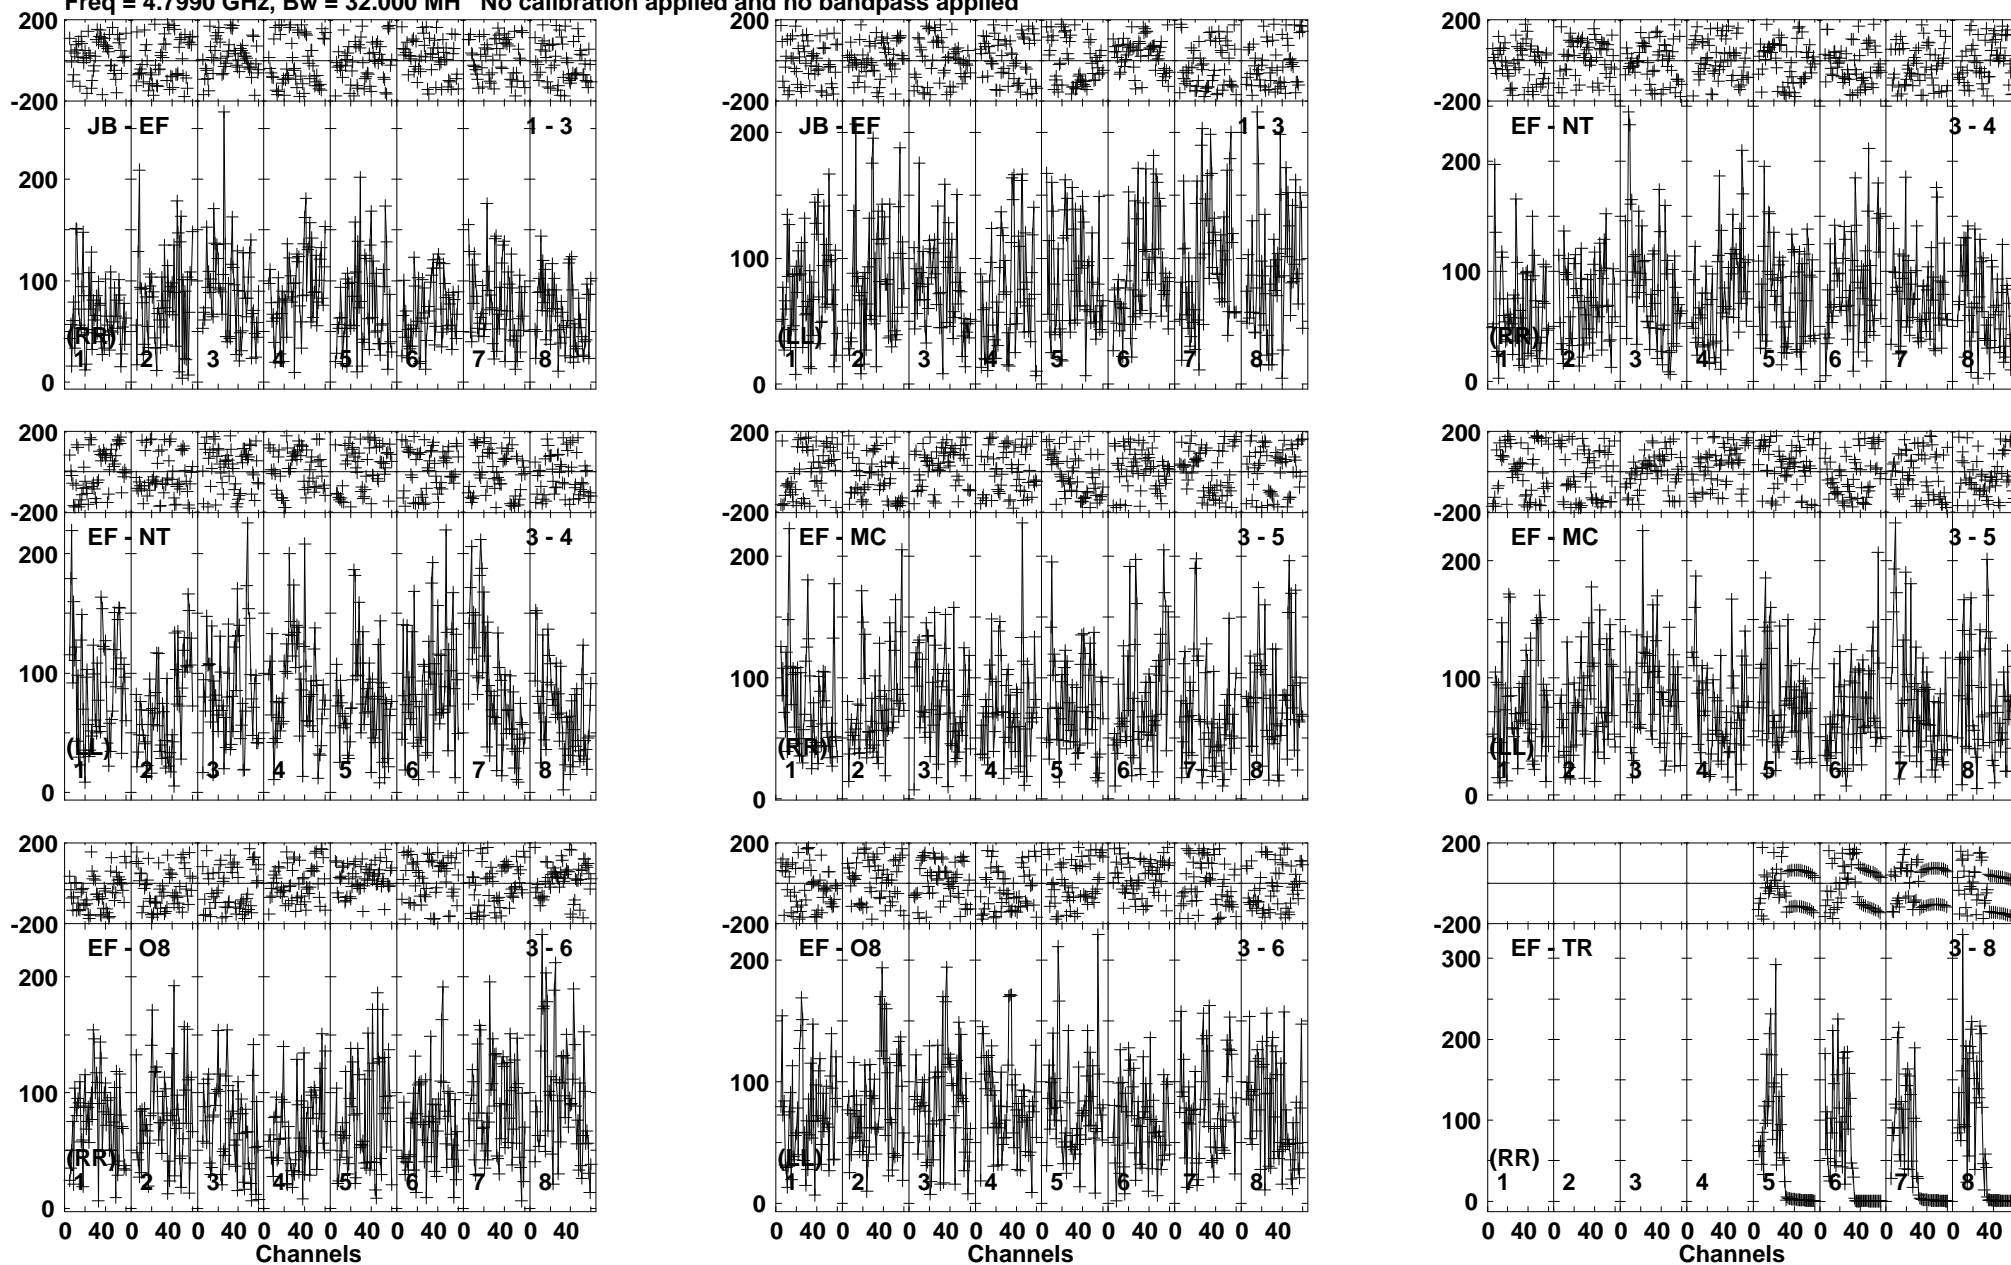 Freq = 4.7990 GHz, Bw = 32.000 MH No calibration applied and no bandpass applied
200 200 200
-200 -200 -200
JB - EF 1 - 3 JB - EF 1 - 3 EF - NT 3 - 4
200 200 200
100 100 100
(RR) (LL) (RR)
1 2 3 4 5 6 7 8 1 2 3 4 5 6 7 8 1 2 3 4 5 6 7 8
0 0 0
200 200 200
-200 -200 -200
EF - NT 3 - 4 EF - MC 3 - 5 EF - MC 3 - 5
200 200 200
100 100 100
(LL) (RR) (LL)
1 2 3 4 5 6 7 8 1 2 3 4 5 6 7 8 1 2 3 4 5 6 7 8
0 0 0
200 200 200
-200 -200 -200
EF - O8 3 - 6 EF - O8 3 - 6 EF - TR 3 - 8
200 200 300
200
100 100 100
(RR) (LL) (RR)
1 2 3 4 5 6 7 8 1 2 3 4 5 6 7 8 1 2 3 4 5 6 7 8
0 0 0
0 40 0 40 0 40 0 40 0 40 0 40 0 40 0 40 0 40 0 40 0 40 0 40 0 40 0 40 0 40 0 40 0 40 0 40 0 40 0 40 0 40 0 40 0 40 0 40
Channels Channels Channels